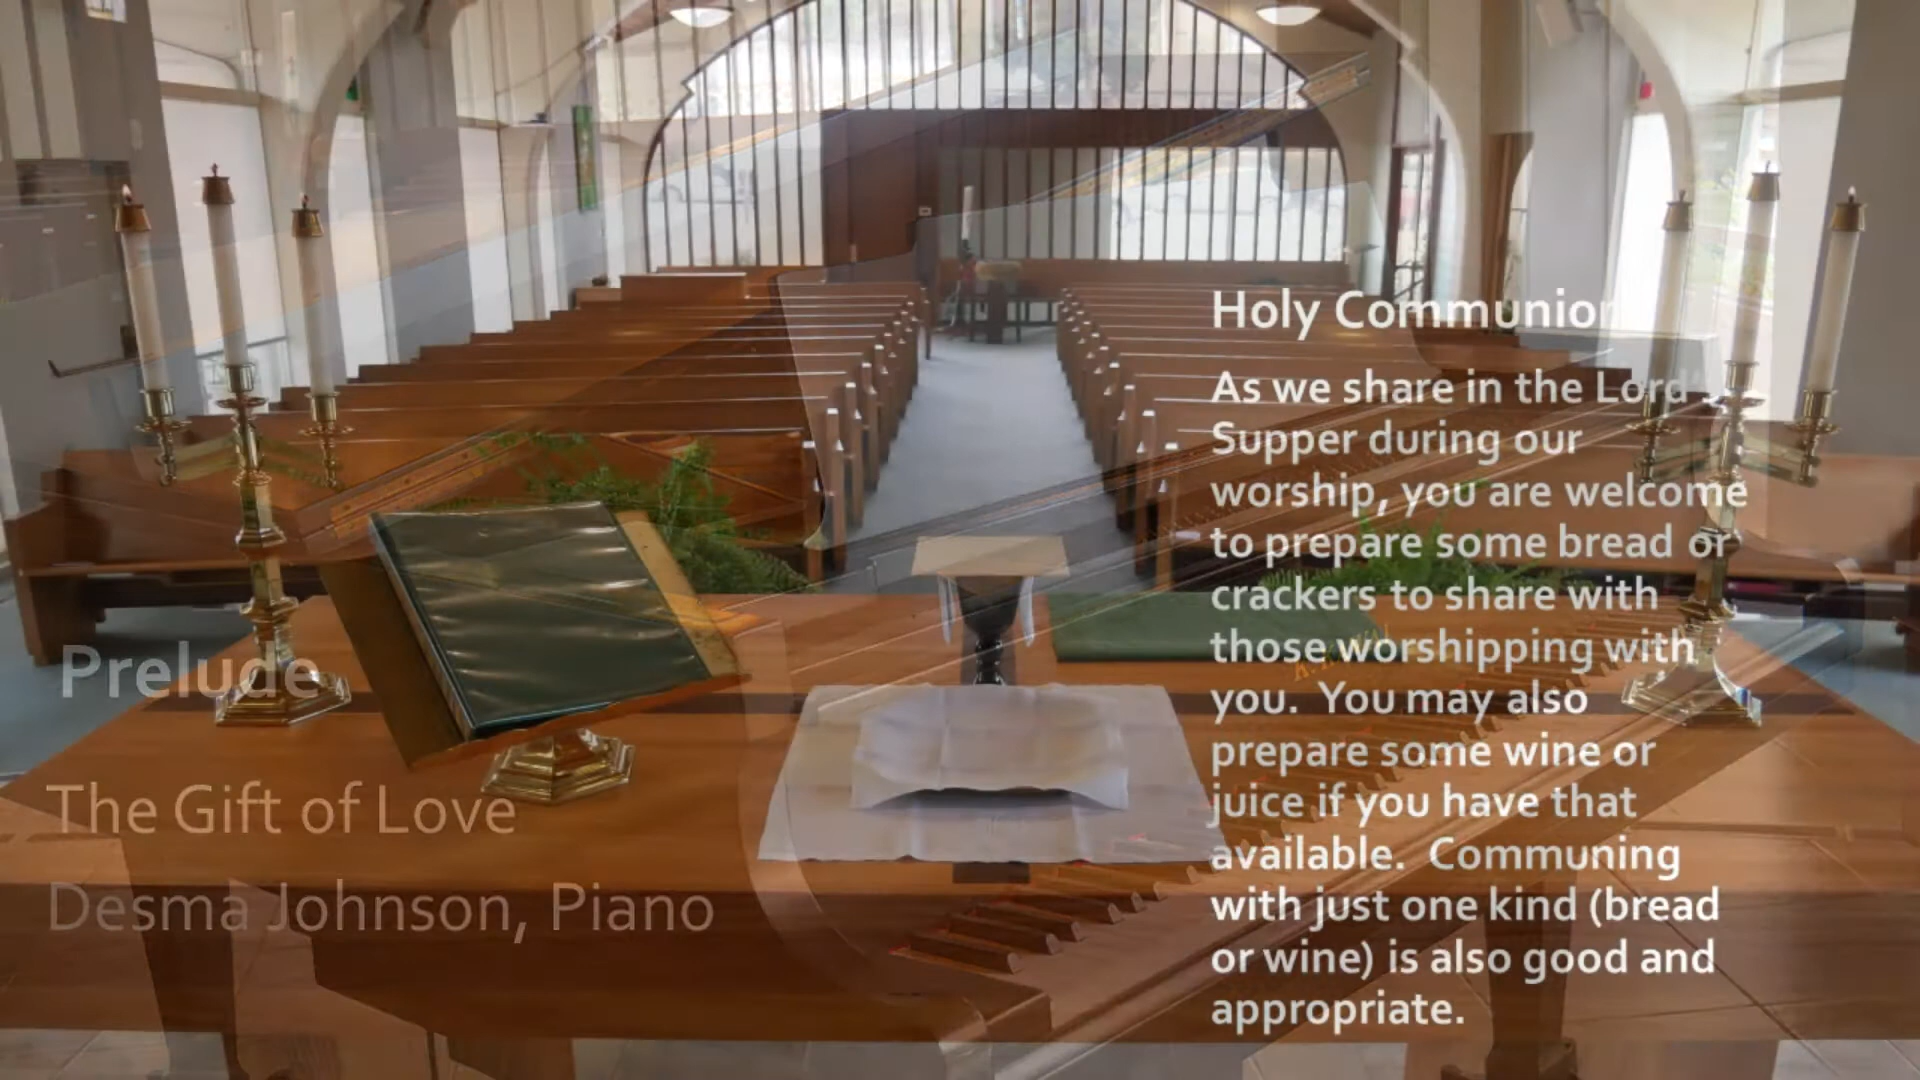 Holy Communion
As we share in the Lord's
Supper during our
worship, you are welcome
to prepare some bread or
crackers to share with
those worshipping with
you.  You may also
prepare some wine or
juice if you have that
available.  Communing
with just one kind (bread
or wine) is also good and
appropriate.
Prelude
The Gift of Love
Desma Johnson, Piano